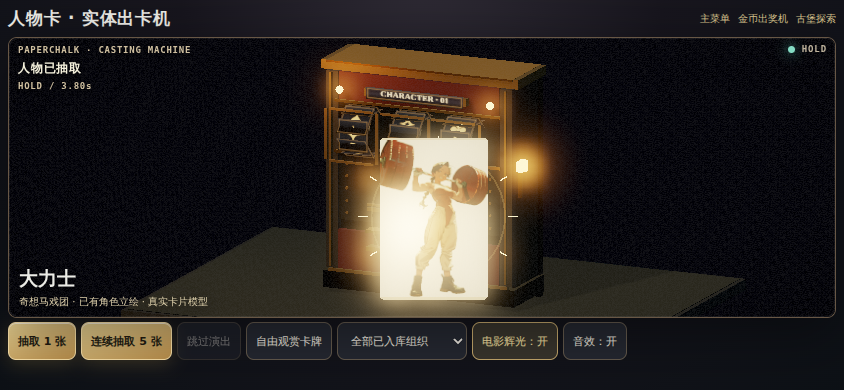 人物卡 · 实体出卡机
主菜单 金币出奖机 古堡探索
PAPERCHALK · CASTING MACHINE
HOLD
人物已抽取
HOLD / 3.80s
CHARACTER · 01
大力士
奇想马戏团 · 已有角色立绘 · 真实卡片模型
抽取 1 张 连续抽取 5 张 跳过演出 自由观赏卡牌 全部已入库组织 电影辉光：开 音效：开